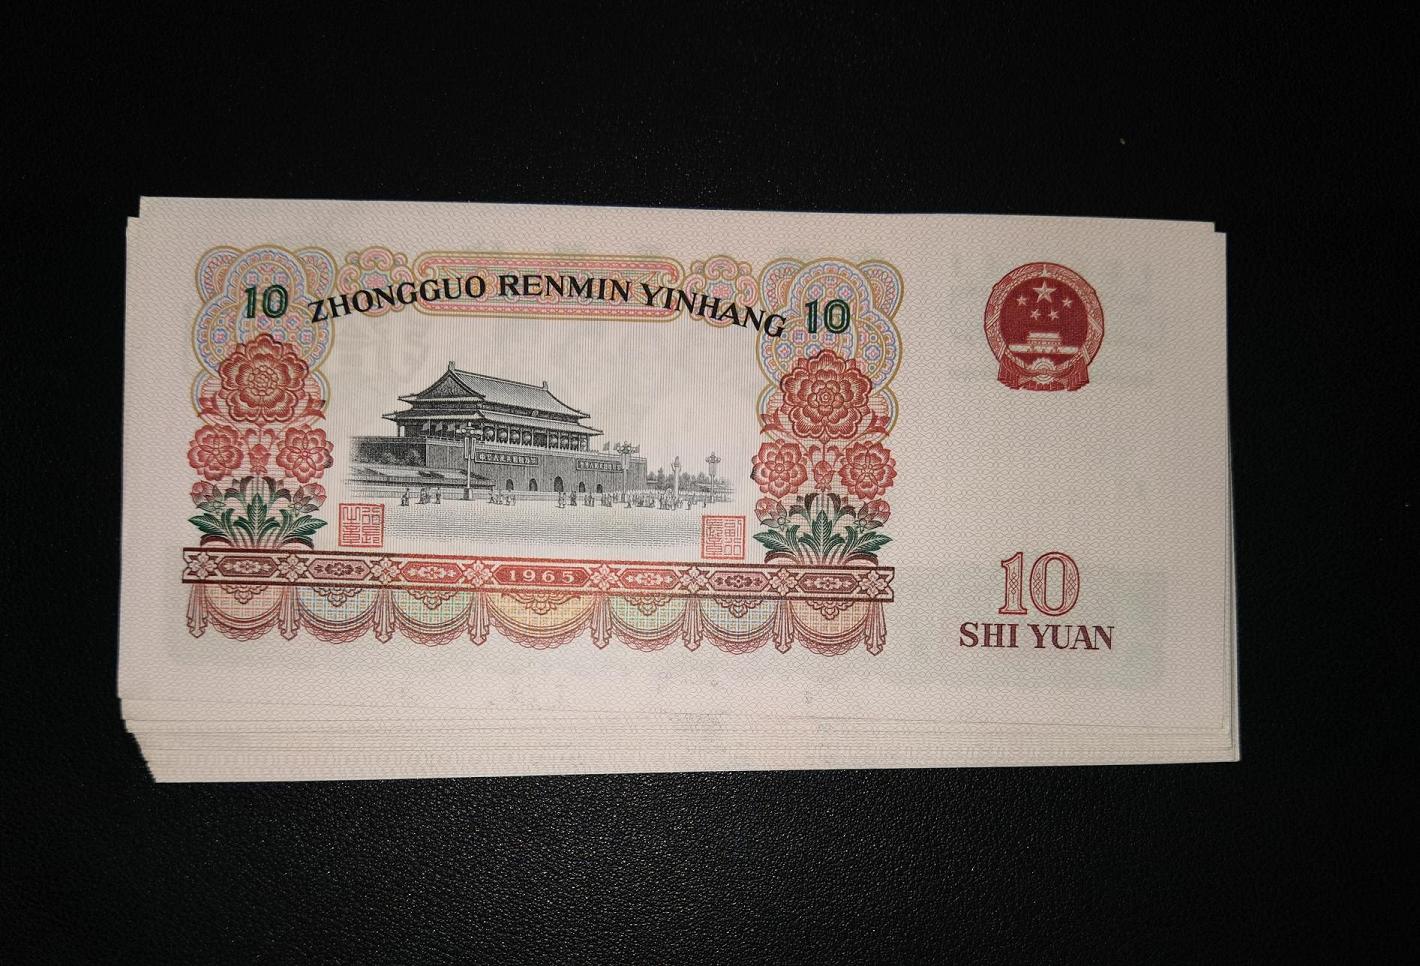 10 ZHONGGUO RENMIN YINHANG 10
1965
10
SHI YUAN